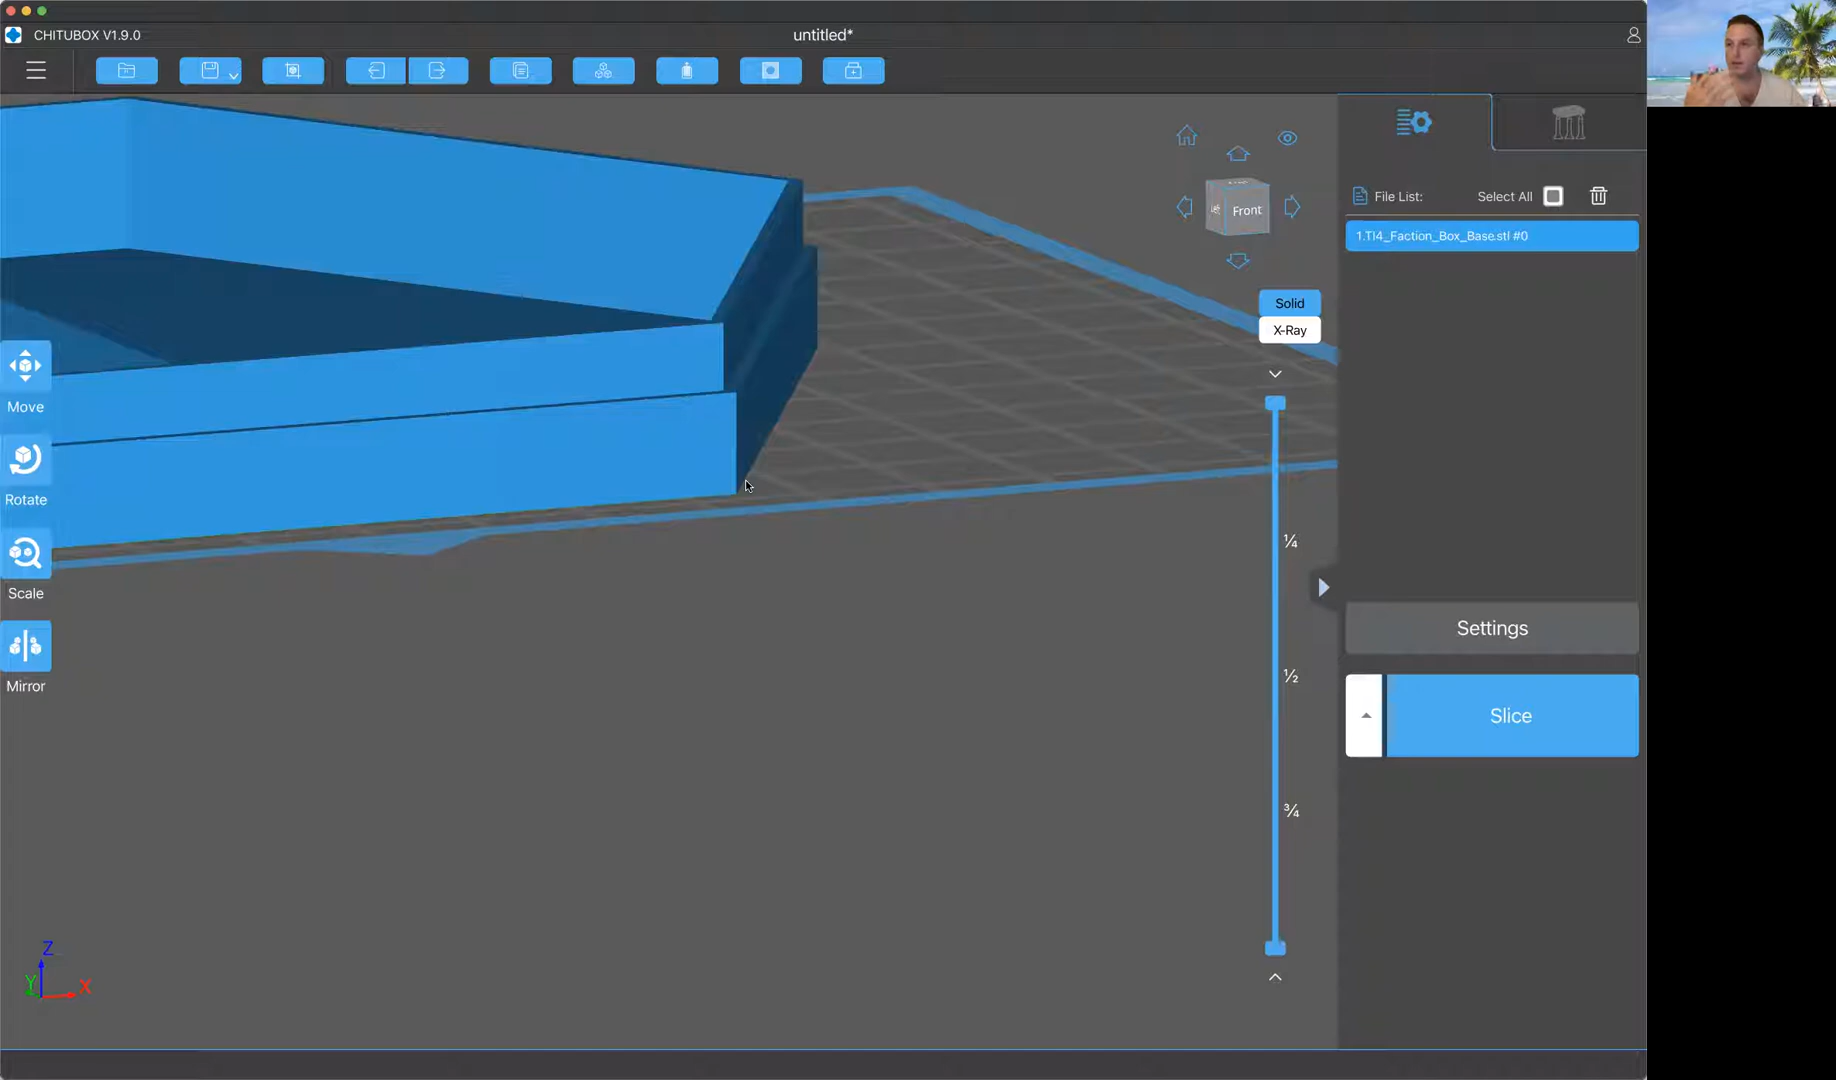 CHITUBOX V1.9.0
untitled*
Front
File List:
Select All
1.TI4_Faction_Box_Base.stl #0
Solid
X-Ray
Move
Rotate
Scale
Mirror
¼
½
¾
Settings
Slice
Z
Y
X